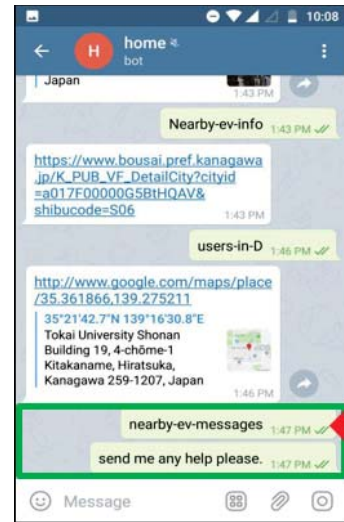 10:08
H
home
bot
Japan
1:43 PM
Nearby-ev-info 1:43 PM
https://www.bousai.pref.kanagawa
.jp/K_PUB_VF_DetailCity?cityid
=a017F00000G5BtHQAV&
shibucode=S06
1:43 PM
users-in-D 1:46 PM
http://www.google.com/maps/place
/35.361866,139.275211
35°21'42.7"N 139°16'30.8"E
Tokai University Shonan
Building 19, 4-chōme-1
Kitakaname, Hiratsuka,
Kanagawa 259-1207, Japan
1:46 PM
nearby-ev-messages 1:47 PM
send me any help please. 1:47 PM
Message